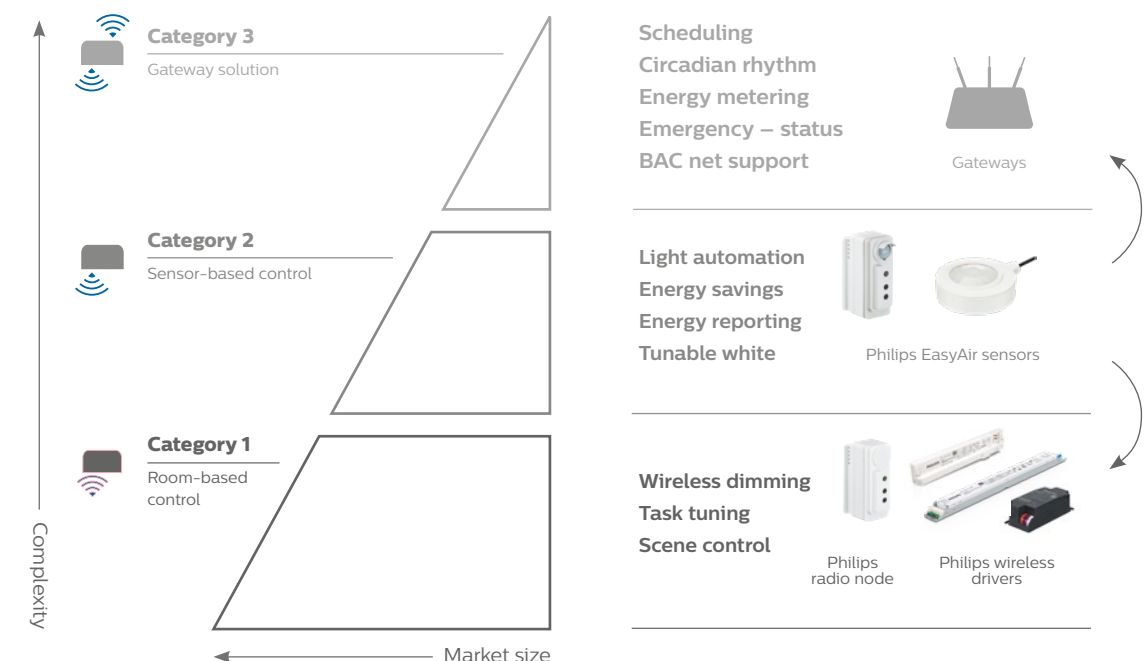 Category 3
Gateway solution
Scheduling
Circadian rhythm
Energy metering
Emergency – status
BAC net support
Gateways
Category 2
Sensor-based control
Light automation
Energy savings
Energy reporting
Tunable white
Philips EasyAir sensors
Category 1
Room-based
control
Wireless dimming
Task tuning
Scene control
Philips
radio node
Philips wireless
drivers
Complexity
Market size